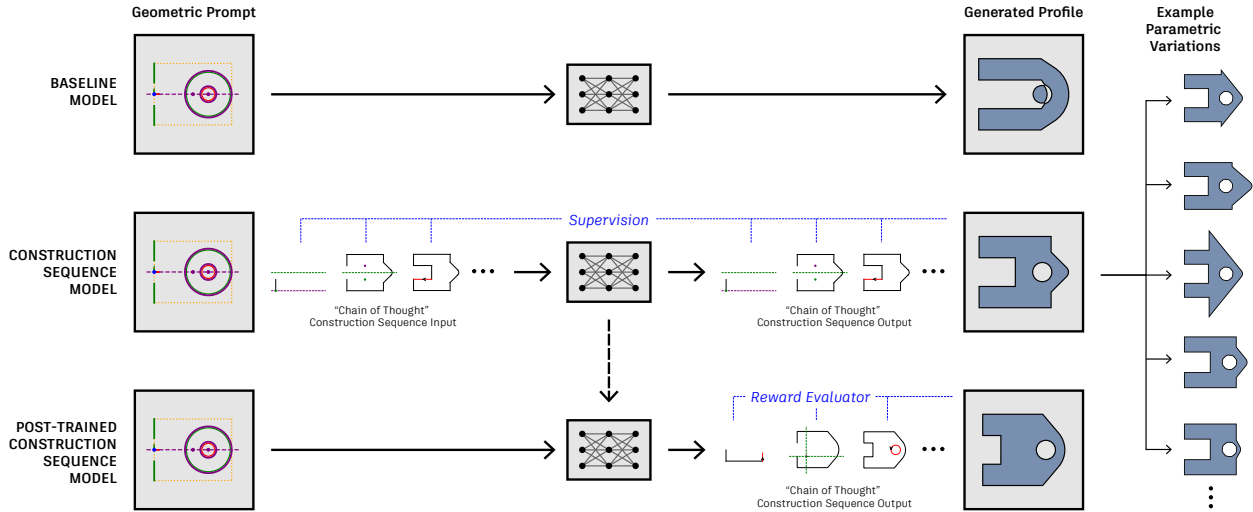 Geometric Prompt
Generated Profile
Example
Parametric
Variations
BASELINE
MODEL
CONSTRUCTION
SEQUENCE
MODEL
Supervision
“Chain of Thought”
Construction Sequence Input
“Chain of Thought”
Construction Sequence Output
POST-TRAINED
CONSTRUCTION
SEQUENCE
MODEL
Reward Evaluator
“Chain of Thought”
Construction Sequence Output